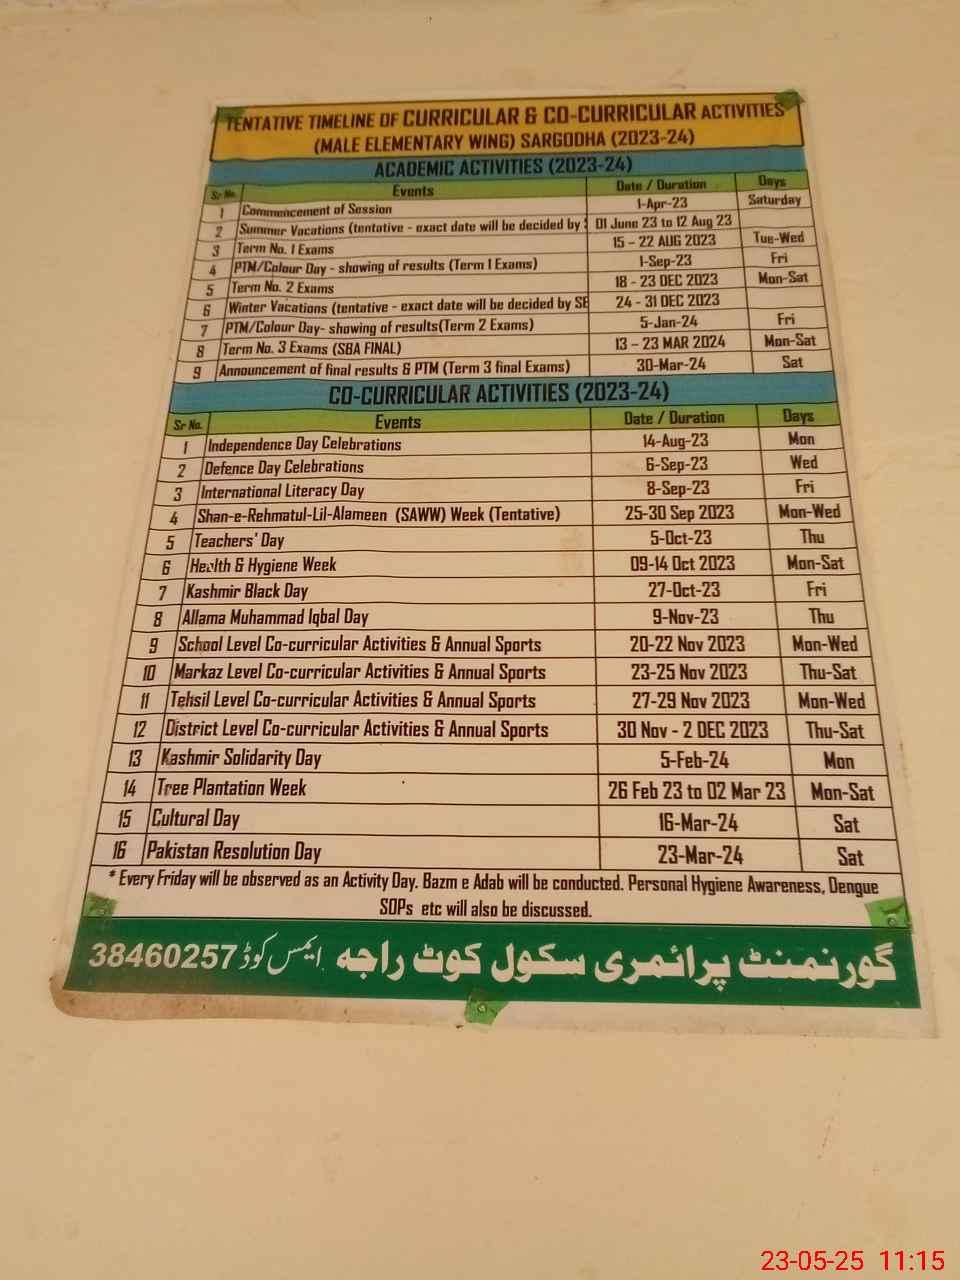 TENTATIVE TIMELINE OF CURRICULAR & CO-CURRICULAR ACTIVITIES
(MALE ELEMENTARY WING) SARGODHA (2023-24)
ACADEMIC ACTIVITIES (2023-24)
Sr No. Events Date / Duration Days
1 Commencement of Session 1-Apr-23 Saturday
2 Summer Vacations (tentative - exact date will be decided by 01 June 23 to 12 Aug 23
3 Term No. 1 Exams 15 - 22 AUG 2023 Tue-Wed
4 PTM/Colour Day - showing of results (Term 1 Exams) 1-Sep-23 Fri
5 Term No. 2 Exams 18 - 23 DEC 2023 Mon-Sat
6 Winter Vacations (tentative - exact date will be decided by SE 24 - 31 DEC 2023
7 PTM/Colour Day- showing of results(Term 2 Exams) 5-Jan-24 Fri
8 Term No. 3 Exams (SBA FINAL) 13 - 23 MAR 2024 Mon-Sat
9 Announcement of final results & PTM (Term 3 final Exams) 30-Mar-24 Sat
CO-CURRICULAR ACTIVITIES (2023-24)
Sr No. Events Date / Duration Days
1 Independence Day Celebrations 14-Aug-23 Mon
2 Defence Day Celebrations 6-Sep-23 Wed
3 International Literacy Day 8-Sep-23 Fri
4 Shan-e-Rehmatul-Lil-Alameen (SAWW) Week (Tentative) 25-30 Sep 2023 Mon-Wed
5 Teachers' Day 5-Oct-23 Thu
6 Health & Hygiene Week 09-14 Oct 2023 Mon-Sat
7 Kashmir Black Day 27-Oct-23 Fri
8 Allama Muhammad Iqbal Day 9-Nov-23 Thu
9 School Level Co-curricular Activities & Annual Sports 20-22 Nov 2023 Mon-Wed
10 Markaz Level Co-curricular Activities & Annual Sports 23-25 Nov 2023 Thu-Sat
11 Tehsil Level Co-curricular Activities & Annual Sports 27-29 Nov 2023 Mon-Wed
12 District Level Co-curricular Activities & Annual Sports 30 Nov - 2 DEC 2023 Thu-Sat
13 Kashmir Solidarity Day 5-Feb-24 Mon
14 Tree Plantation Week 26 Feb 23 to 02 Mar 23 Mon-Sat
15 Cultural Day 16-Mar-24 Sat
16 Pakistan Resolution Day 23-Mar-24 Sat
* Every Friday will be observed as an Activity Day. Bazm e Adab will be conducted. Personal Hygiene Awareness, Dengue
SOPs etc will also be discussed.
گورنمنٹ پرائمری سکول کوٹ راجہ ایمس کوڈ 38460257
23-05-25 11:15